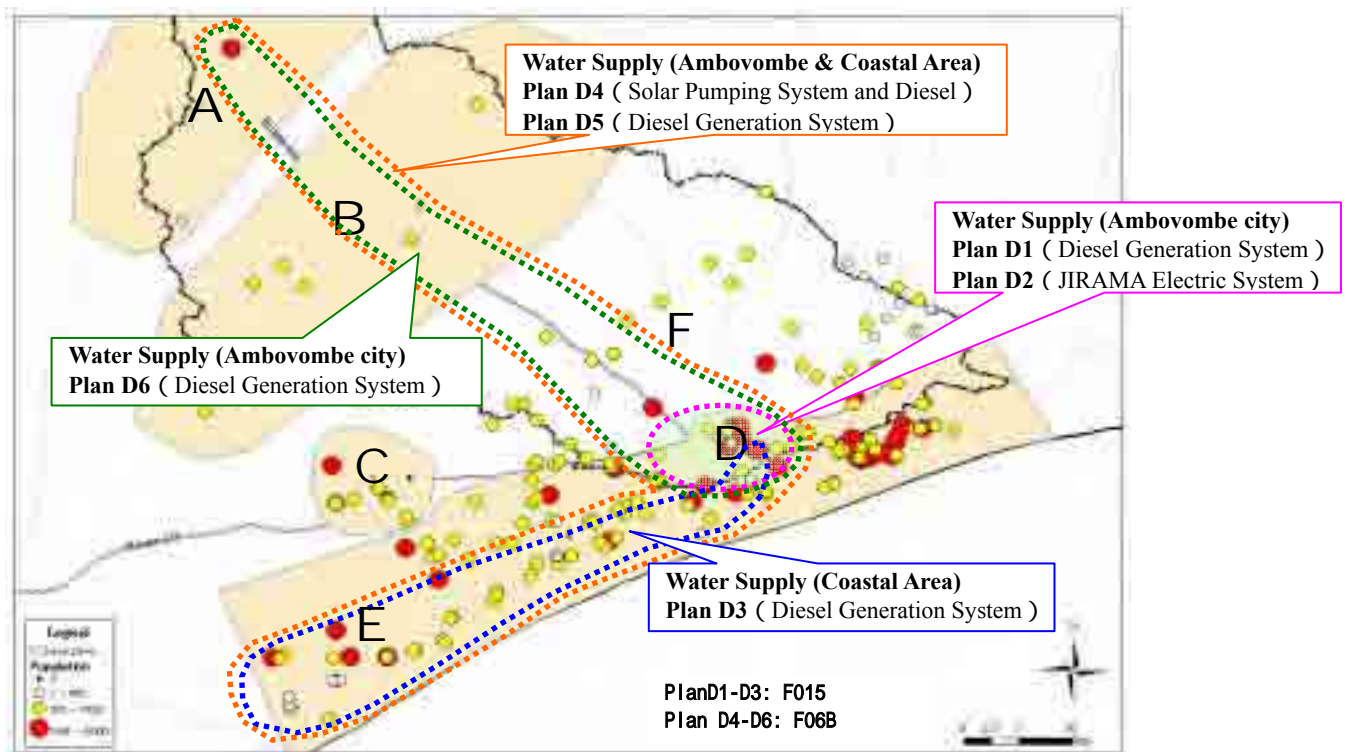 Water Supply (Ambovombe & Coastal Area)
Plan D4 ( Solar Pumping System and Diesel )
Plan D5 ( Diesel Generation System )
A
B
Water Supply (Ambovombe city)
Plan D1 ( Diesel Generation System )
Plan D2 ( JIRAMA Electric System )
F
Water Supply (Ambovombe city)
Plan D6 ( Diesel Generation System )
D
C
Water Supply (Coastal Area)
Plan D3 ( Diesel Generation System )
E
Legend
Population
PlanD1-D3: F015
Plan D4-D6: F06B